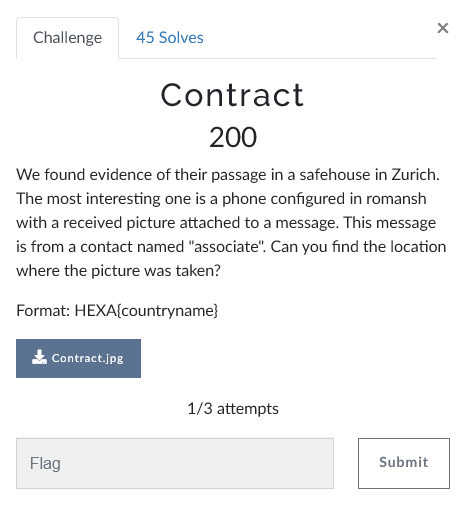 Challenge
45 Solves
×
Contract
200
We found evidence of their passage in a safehouse in Zurich.
The most interesting one is a phone configured in romansh
with a received picture attached to a message. This message
is from a contact named "associate". Can you find the location
where the picture was taken?
Format: HEXA{countryname}
Contract.jpg
1/3 attempts
Flag
Submit